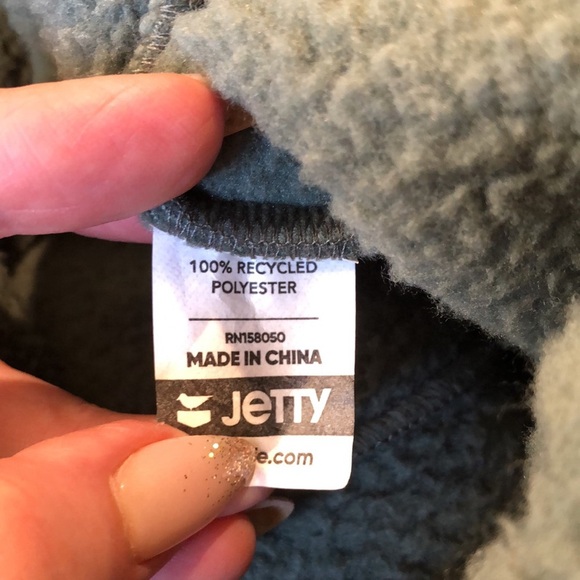 100% RECYCLED
POLYESTER
RN158050
MADE IN CHINA
JeTTY